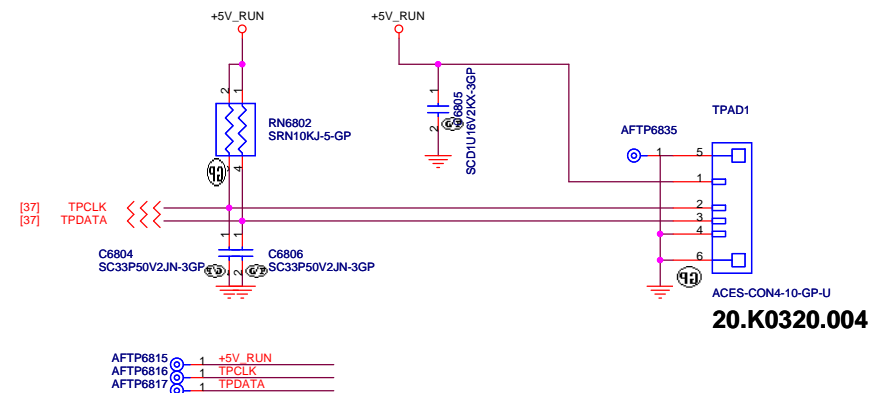 +5V_RUN
+5V_RUN
2 1
RN6802
SRN10KJ-5-GP
GP
4
1
2
SCD1U16V2KX-3GP
TPAD1
AFTP6835
1
5
1
2
3
4
6
[37] TPCLK
[37] TPDATA
1 1
C6804
SC33P50V2JN-3GP
C6806
SC33P50V2JN-3GP
2 2
GP
ACES-CON4-10-GP-U
20.K0320.004
AFTP6815 1 +5V_RUN
AFTP6816 1 TPCLK
AFTP6817 1 TPDATA